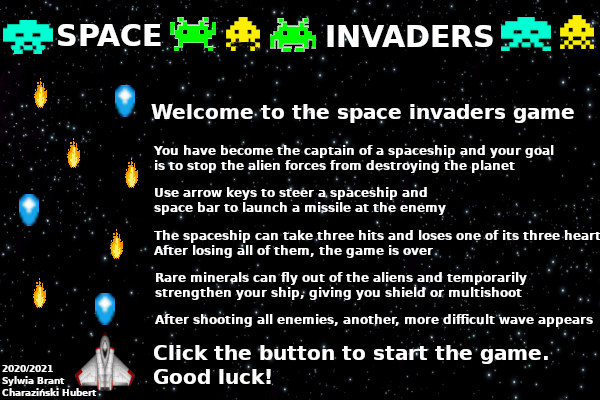 SPACE INVADERS
Welcome to the space invaders game
You have become the captain of a spaceship and your goal
is to stop the alien forces from destroying the planet
Use arrow keys to steer a spaceship and
space bar to launch a missile at the enemy
The spaceship can take three hits and loses one of its three heart
After losing all of them, the game is over
Rare minerals can fly out of the aliens and temporarily
strengthen your ship, giving you shield or multishoot
After shooting all enemies, another, more difficult wave appears
Click the button to start the game.
Good luck!
2020/2021
Sylwia Brant
Charaziński Hubert